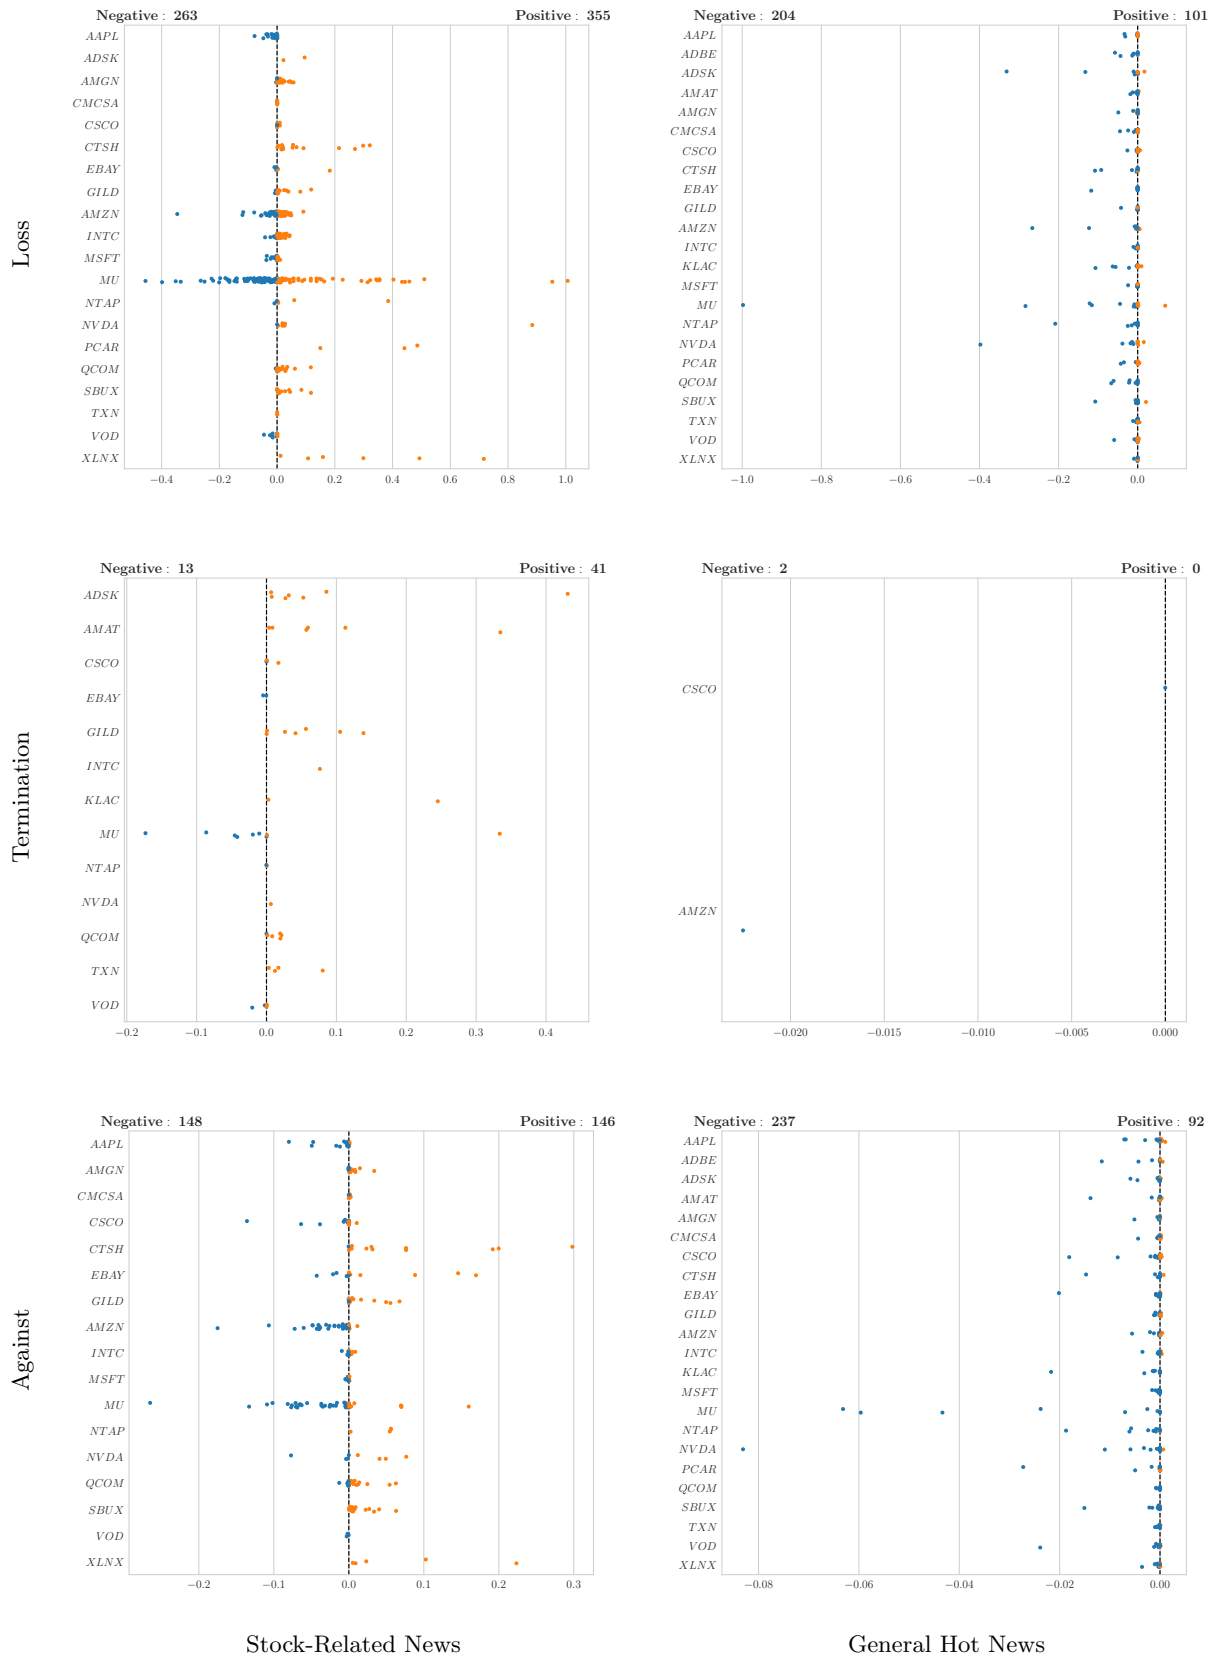 Negative : 263 Positive : 355
AAPL
ADSK
AMGN
CMCSA
CSCO
CTSH
EBAY
GILD
AMZN
INTC
MSFT
MU
NTAP
NVDA
PCAR
QCOM
SBUX
TXN
VOD
XLNX
−0.4 −0.2 0.0 0.2 0.4 0.6 0.8 1.0
Loss
Negative : 204 Positive : 101
AAPL
ADBE
ADSK
AMAT
AMGN
CMCSA
CSCO
CTSH
EBAY
GILD
AMZN
INTC
KLAC
MSFT
MU
NTAP
NVDA
PCAR
QCOM
SBUX
TXN
VOD
XLNX
−1.0 −0.8 −0.6 −0.4 −0.2 0.0
Negative : 13 Positive : 41
ADSK
AMAT
CSCO
EBAY
GILD
INTC
KLAC
MU
NTAP
NVDA
QCOM
TXN
VOD
−0.2 −0.1 0.0 0.1 0.2 0.3 0.4
Termination
Negative : 2 Positive : 0
CSCO
AMZN
−0.020 −0.015 −0.010 −0.005 0.000
Negative : 148 Positive : 146
AAPL
AMGN
CMCSA
CSCO
CTSH
EBAY
GILD
AMZN
INTC
MSFT
MU
NTAP
NVDA
QCOM
SBUX
VOD
XLNX
−0.2 −0.1 0.0 0.1 0.2 0.3
Against
Negative : 237 Positive : 92
AAPL
ADBE
ADSK
AMAT
AMGN
CMCSA
CSCO
CTSH
EBAY
GILD
AMZN
INTC
KLAC
MSFT
MU
NTAP
NVDA
PCAR
QCOM
SBUX
TXN
VOD
XLNX
−0.08 −0.06 −0.04 −0.02 0.00
Stock-Related News
General Hot News